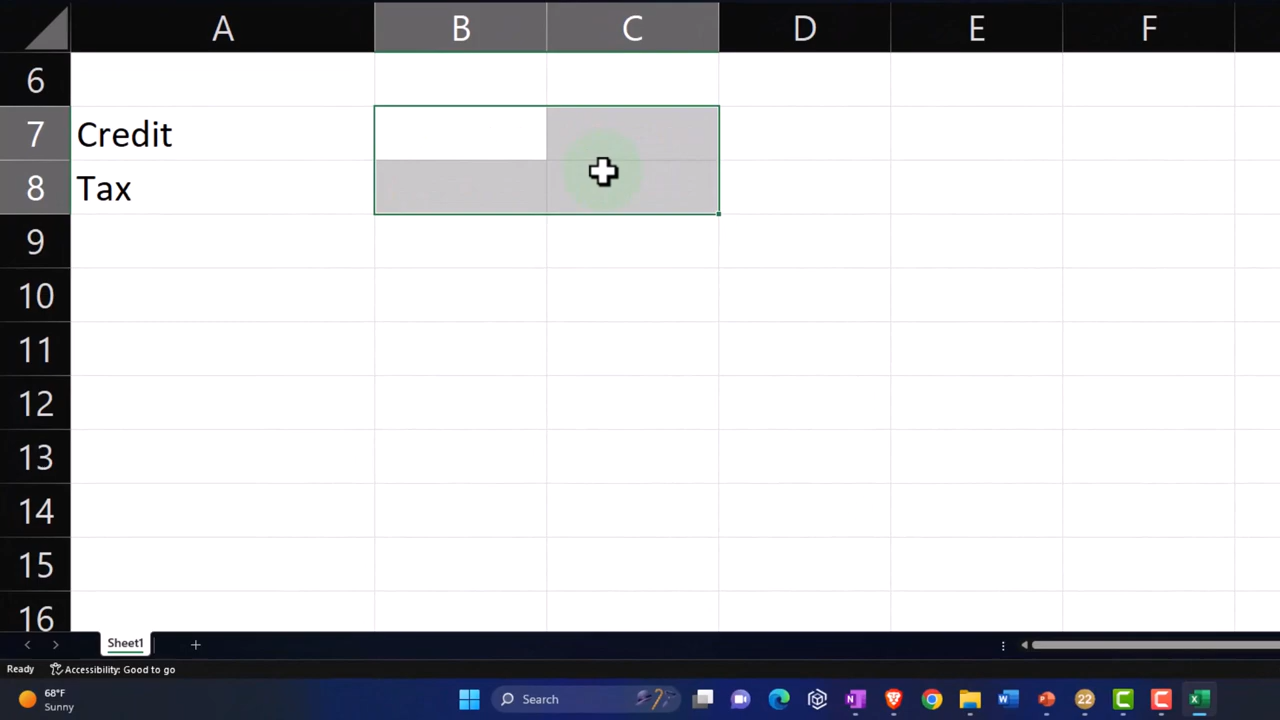 A B C D E F
6
7 Credit
8 Tax
9
10
11
12
13
14
15
16
Sheet1 +
Ready Accessibility: Good to go
68°F
Sunny
Search
22